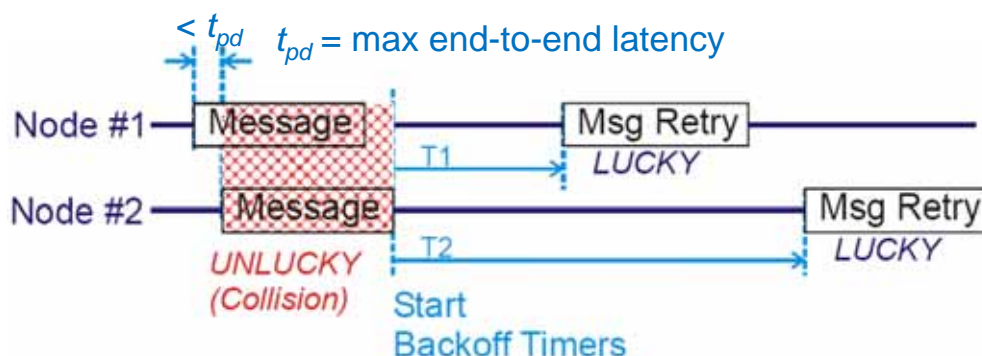 < tpd tpd = max end-to-end latency
Node #1 Message Msg Retry
T1 LUCKY
Node #2 Message Msg Retry
UNLUCKY T2 LUCKY
(Collision) Start
Backoff Timers